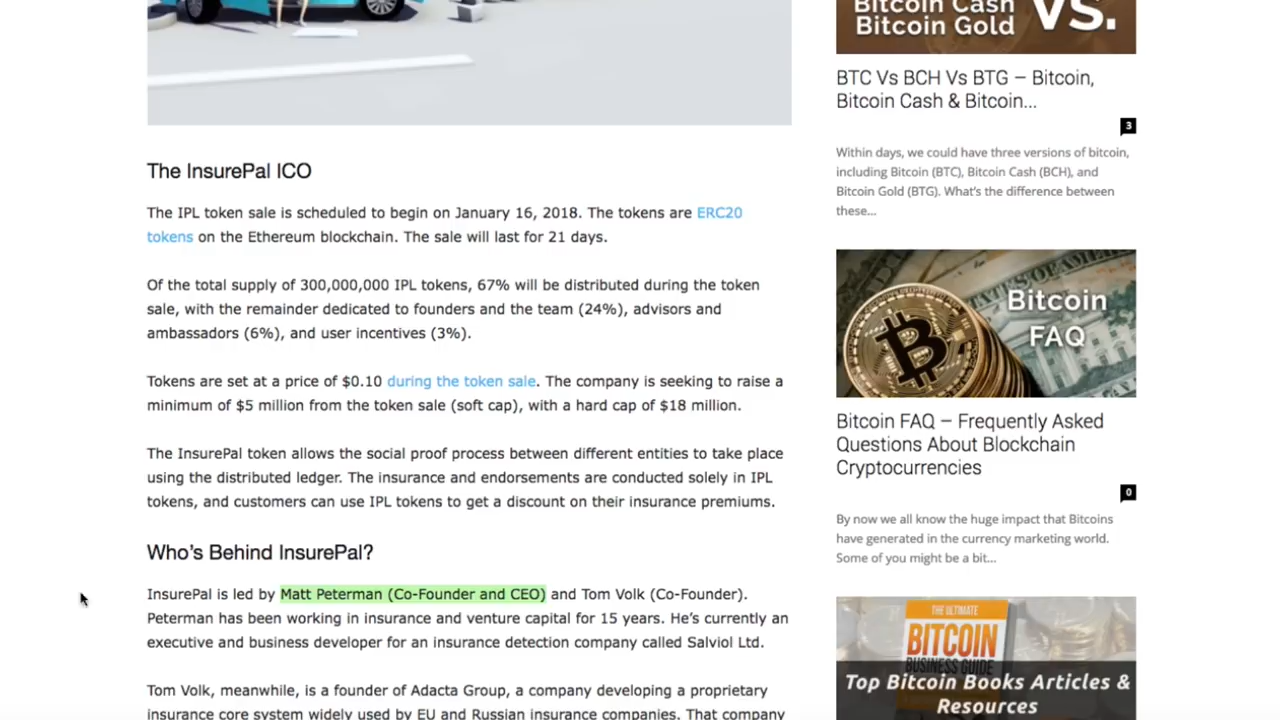 The InsurePal ICO
The IPL token sale is scheduled to begin on January 16, 2018. The tokens are ERC20
tokens on the Ethereum blockchain. The sale will last for 21 days.
Of the total supply of 300,000,000 IPL tokens, 67% will be distributed during the token
sale, with the remainder dedicated to founders and the team (24%), advisors and
ambassadors (6%), and user incentives (3%).
Tokens are set at a price of $0.10 during the token sale. The company is seeking to raise a
minimum of $5 million from the token sale (soft cap), with a hard cap of $18 million.
The InsurePal token allows the social proof process between different entities to take place
using the distributed ledger. The insurance and endorsements are conducted solely in IPL
tokens, and customers can use IPL tokens to get a discount on their insurance premiums.
Who's Behind InsurePal?
InsurePal is led by Matt Peterman (Co-Founder and CEO) and Tom Volk (Co-Founder).
Peterman has been working in insurance and venture capital for 15 years. He's currently an
executive and business developer for an insurance detection company called Salviol Ltd.
Tom Volk, meanwhile, is a founder of Adacta Group, a company developing a proprietary
insurance core system widely used by EU and Russian insurance companies. That company
Bitcoin Cash
Bitcoin Gold
VS.
BTC Vs BCH Vs BTG – Bitcoin,
Bitcoin Cash & Bitcoin...
3
Within days, we could have three versions of bitcoin,
including Bitcoin (BTC), Bitcoin Cash (BCH), and
Bitcoin Gold (BTG). What's the difference between
these...
Bitcoin
FAQ
Bitcoin FAQ – Frequently Asked
Questions About Blockchain
Cryptocurrencies
0
By now we all know the huge impact that Bitcoins
have generated in the currency marketing world.
Some of you might be a bit...
THE ULTIMATE
BITCOIN
BUSINESS GUIDE
Top Bitcoin Books Articles &
Resources